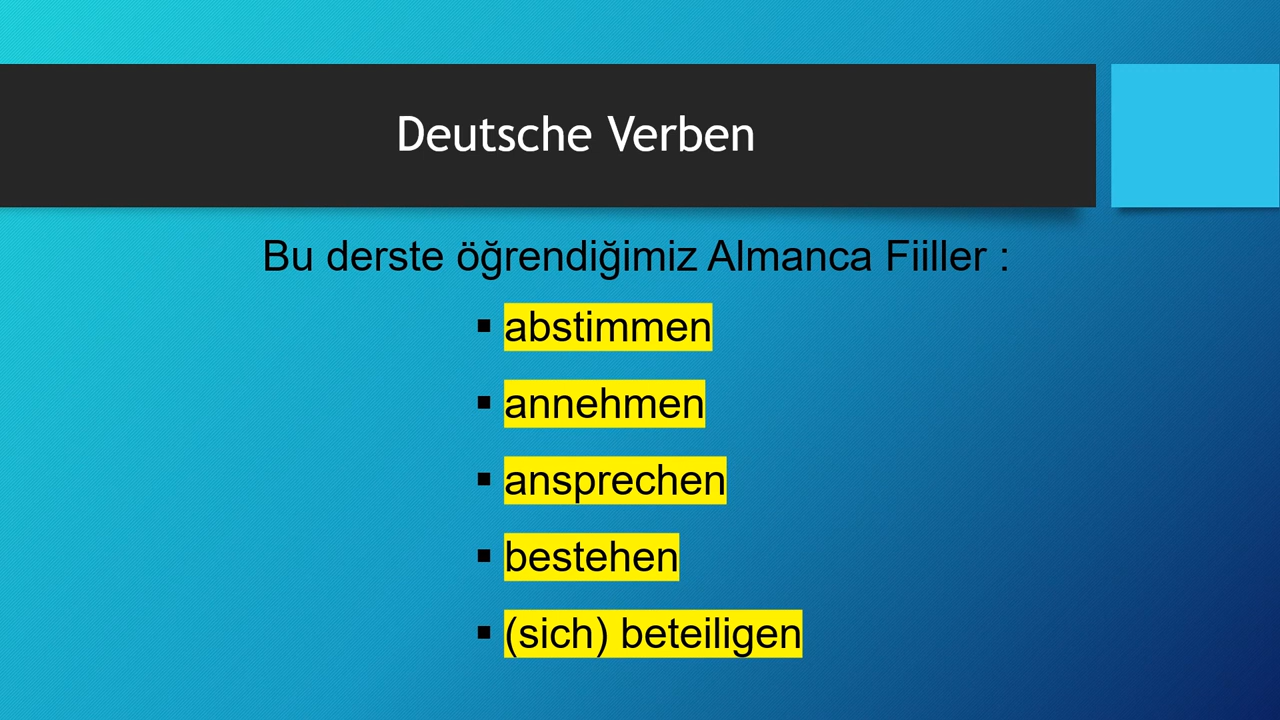 Deutsche Verben
Bu derste öğrendiğimiz Almanca Fiiller :
▪ abstimmen
▪ annehmen
▪ ansprechen
▪ bestehen
▪ (sich) beteiligen